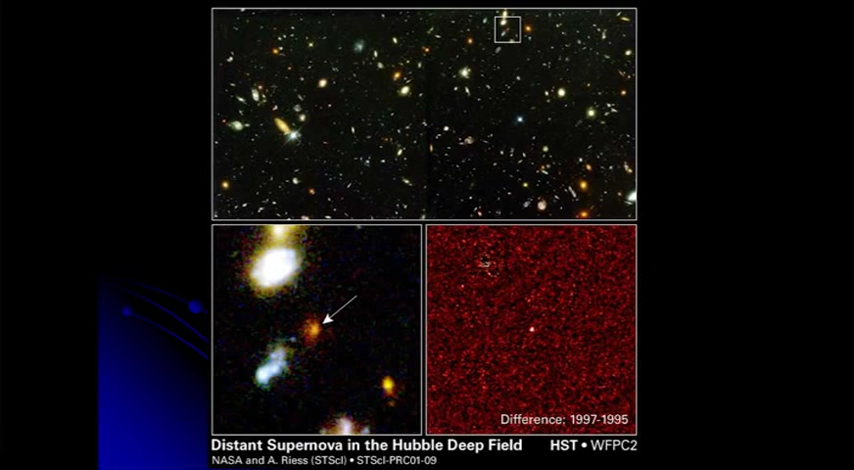 Difference: 1997-1995
Distant Supernova in the Hubble Deep Field HST • WFPC2
NASA and A. Riess (STScI) • STScI-PRC01-09